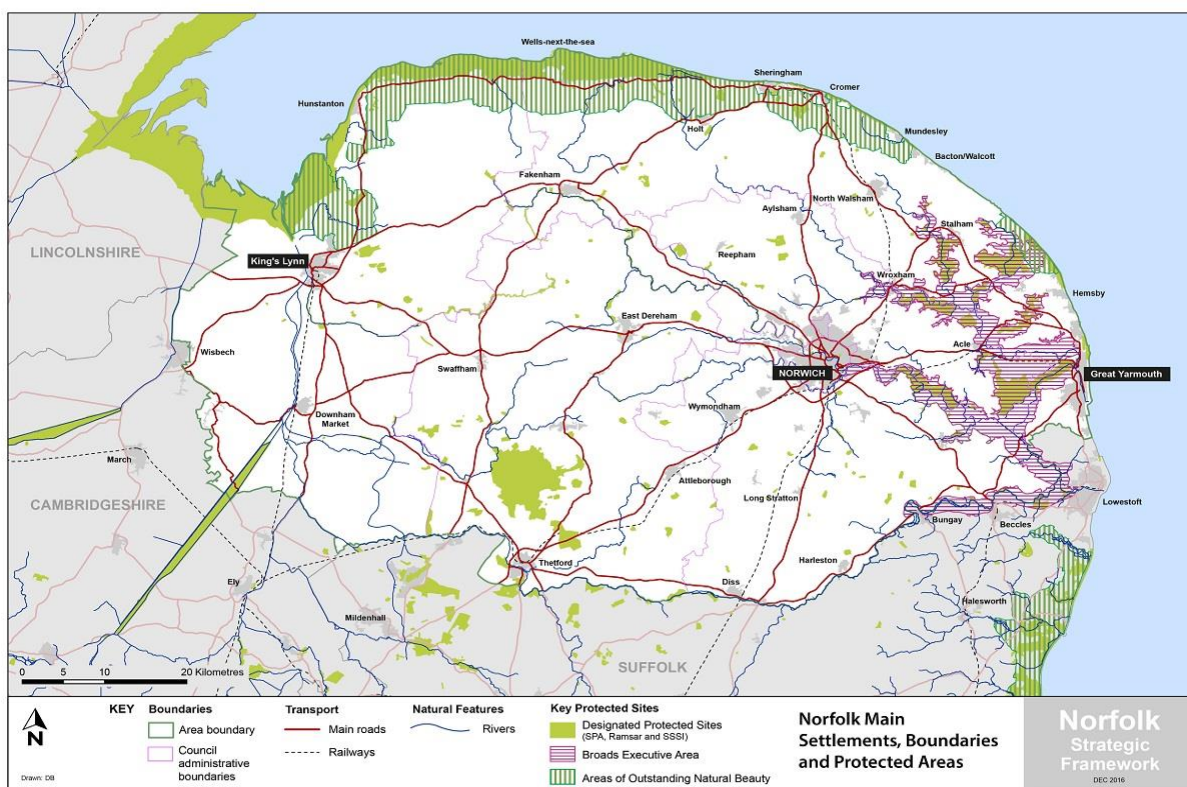 Wells-next-the-sea
Sheringham
Cromer
Hunstanton
Holt
Mundesley
Bacton/Walcott
Fakenham
North Walsham
Aylsham
Stalham
LINCOLNSHIRE
King's Lynn
Reepham
Wroxham
Hemsby
East Dereham
Wisbech
Swaffham
Acle
NORWICH
Great Yarmouth
Downham
Market
Wymondham
March
Attleborough
Long Stratton
CAMBRIDGESHIRE
Lowestoft
Bungay
Beccles
Thetford
Harleston
Ely
Diss
Halesworth
Mildenhall
SUFFOLK
0 5 10 20 Kilometres
KEY
Boundaries
Area boundary
Council
administrative
boundaries
Transport
Main roads
Railways
Natural Features
Rivers
Key Protected Sites
Designated Protected Sites
(SPA, Ramsar and SSSI)
Broads Executive Area
Areas of Outstanding Natural Beauty
Norfolk Main
Settlements, Boundaries
and Protected Areas
Norfolk
Strategic
Framework
DEC 2016
N
Drawn: DB